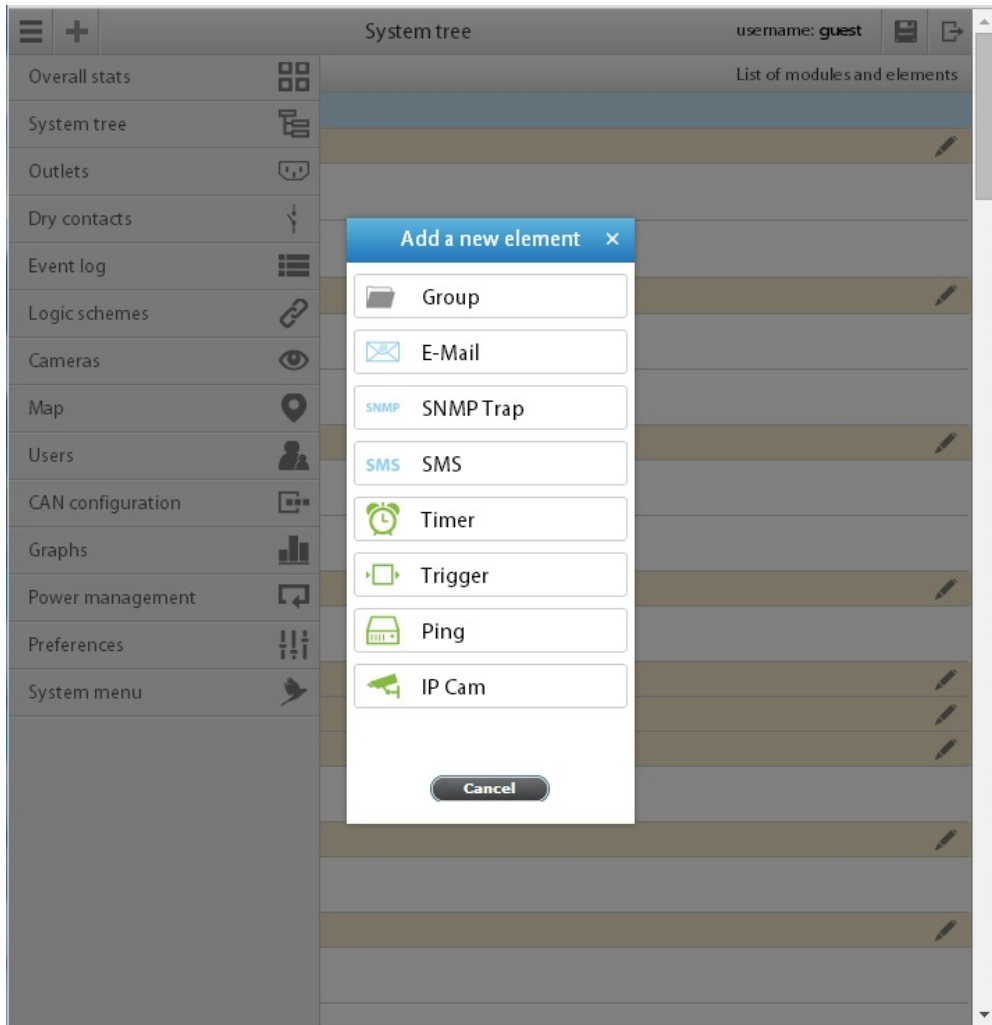 System tree
username: guest
Overall stats
List of modules and elements
System tree
Outlets
Dry contacts
Event log
Logic schemes
Cameras
Map
Users
CAN configuration
Graphs
Power management
Preferences
System menu
Add a new element ×
Group
E-Mail
SNMP SNMP Trap
SMS SMS
Timer
Trigger
Ping
IP Cam
Cancel